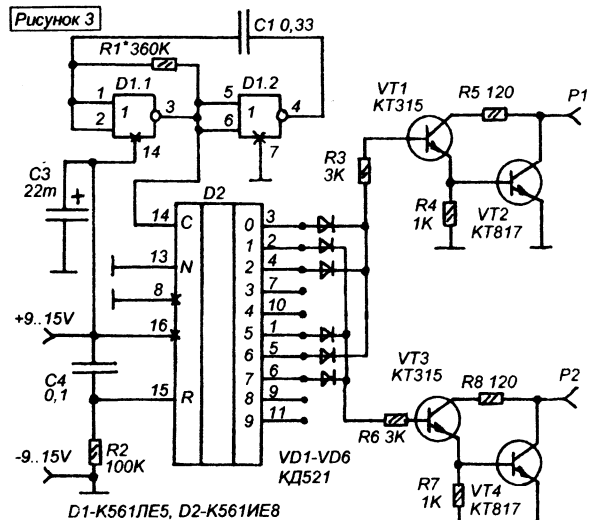 Рисунок 3
C1 0,33
R1* 360K
D1.1
D1.2
1
2
1
3
14
5
6
1
4
7
C3
22m
+
VT1
KT315
R5 120
P1
R3
3K
R4
1K
VT2
KT817
D2
14
C
0
3
1
2
13
N
2
4
8
3
7
4
10
+9..15V
16
5
1
6
5
C4
0,1
7
6
15
R
8
9
9
11
R2
100K
-9..15V
VD1-VD6
КД521
R6 3K
VT3
KT315
R8 120
P2
R7
1K
VT4
KT817
D1-К561ЛЕ5, D2-К561ИЕ8